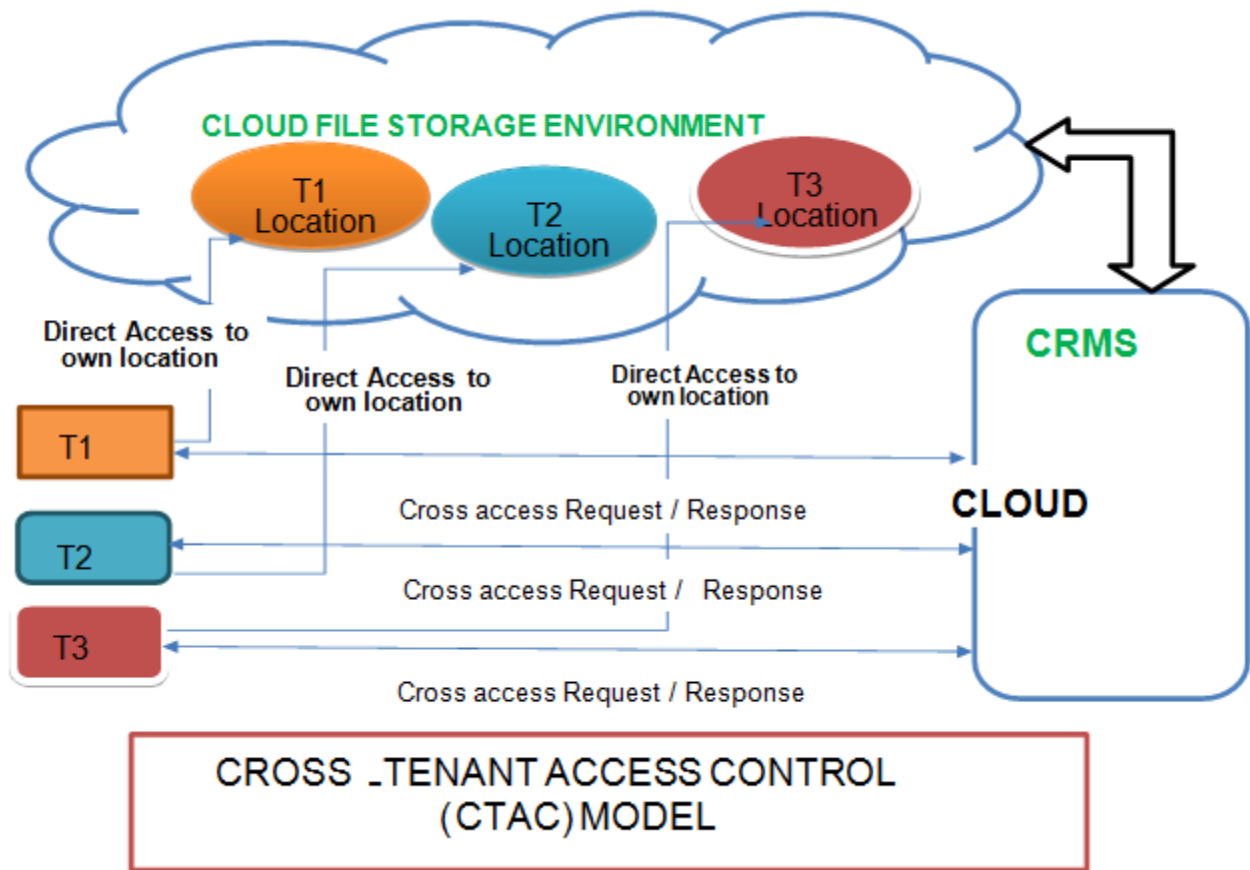 CLOUD FILE STORAGE ENVIRONMENT
T1
Location
T2
Location
T3
Location
Direct Access to
own location
Direct Access to
own location
Direct Access to
own location
CRMS
T1
Cross access Request / Response
CLOUD
T2
Cross access Request / Response
T3
Cross access Request / Response
CROSS -TENANT ACCESS CONTROL
(CTAC) MODEL